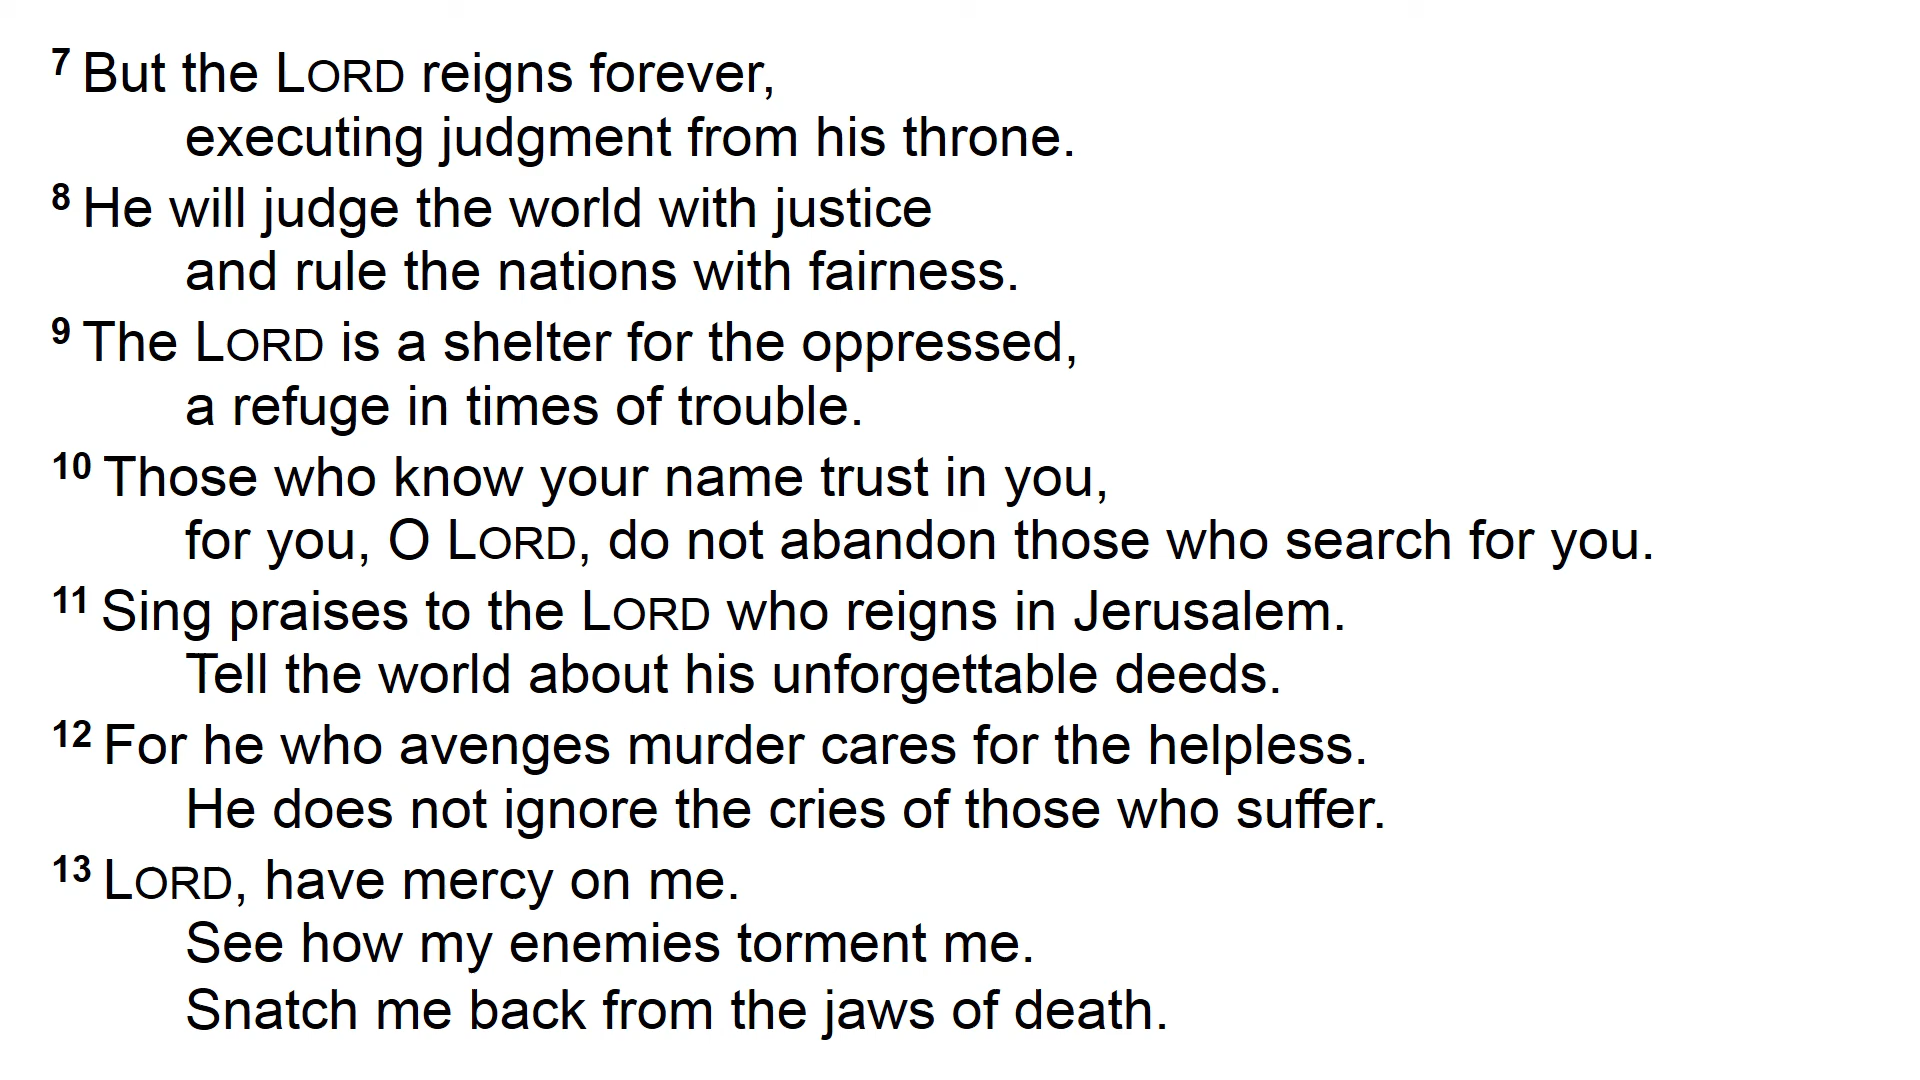 7 But the LORD reigns forever,
executing judgment from his throne.
8 He will judge the world with justice
and rule the nations with fairness.
9 The LORD is a shelter for the oppressed,
a refuge in times of trouble.
10 Those who know your name trust in you,
for you, O LORD, do not abandon those who search for you.
11 Sing praises to the LORD who reigns in Jerusalem.
Tell the world about his unforgettable deeds.
12 For he who avenges murder cares for the helpless.
He does not ignore the cries of those who suffer.
13 LORD, have mercy on me.
See how my enemies torment me.
Snatch me back from the jaws of death.